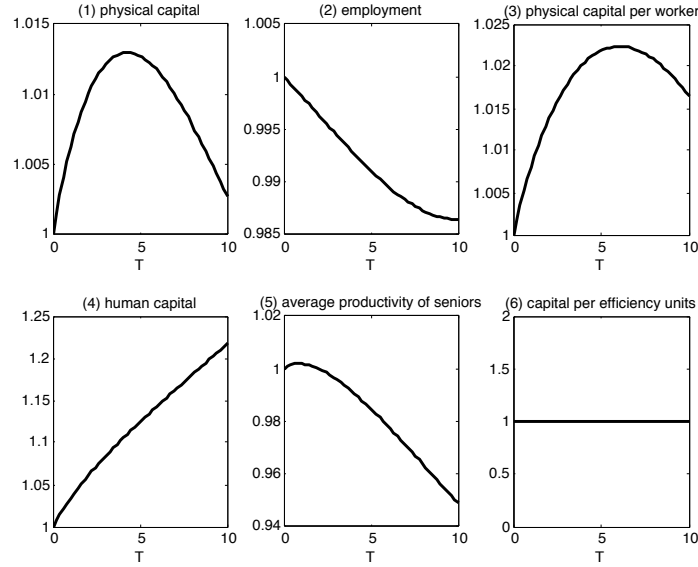 (1) physical capital (2) employment (3) physical capital per worker
1.015 1.005 1.025
1.02
1.01 1 1.015
0.995
1.01
1.005 0.99
1.005
1 0.985 1
0 5 10 0 5 10 0 5 10
T T T
(4) human capital (5) average productivity of seniors (6) capital per efficiency units
1.25 1.02 2
1.2 1 1.5
1.15
0.98 1
1.1
1.05 0.96 0.5
1 0.94 0
0 5 10 0 5 10 0 5 10
T T T